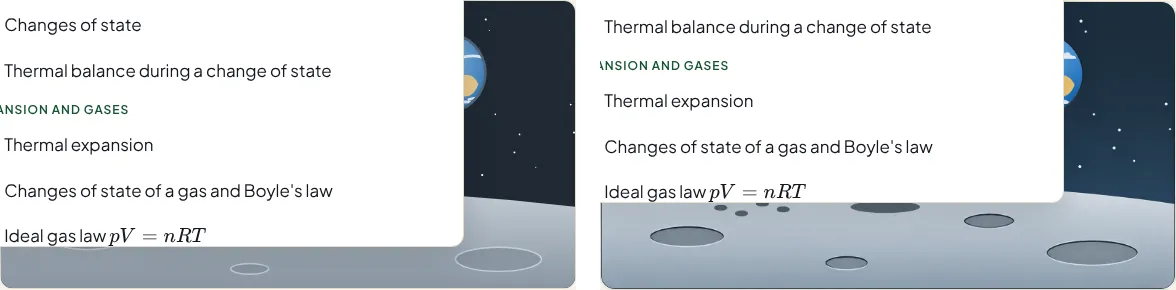 Changes of state
Thermal balance during a change of state
ANSION AND GASES
Thermal expansion
Changes of state of a gas and Boyle's law
Ideal gas law pV = nRT
Thermal balance during a change of state
ANSION AND GASES
Thermal expansion
Changes of state of a gas and Boyle's law
Ideal gas law pV = nRT